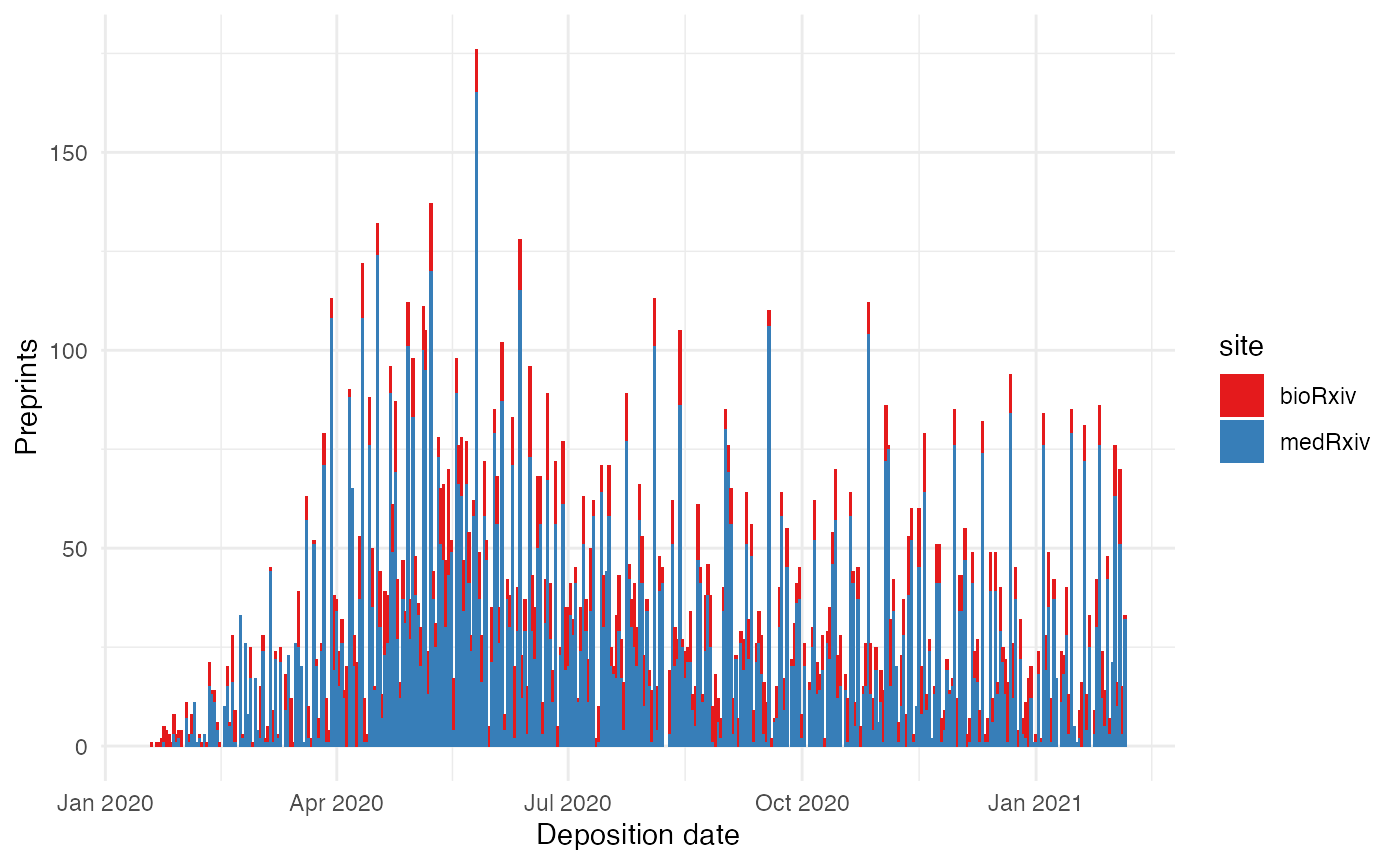 Preprints
150
100
50
0
Jan 2020
Apr 2020
Jul 2020
Oct 2020
Jan 2021
Deposition date
site
bioRxiv
medRxiv